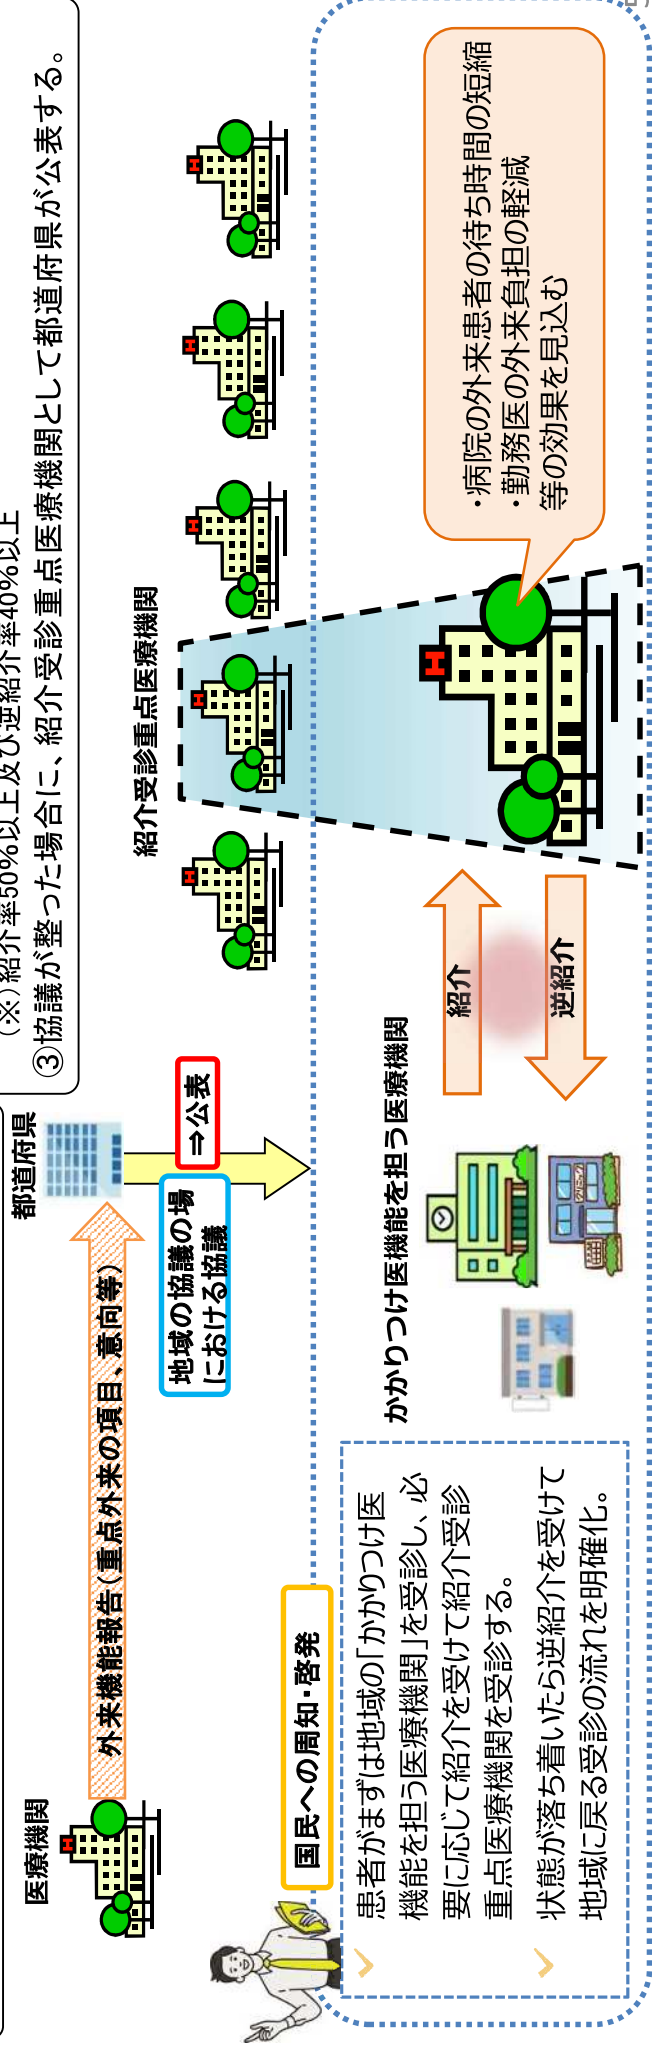 (※)紹介率50%以上及び逆紹介率40%以上
③協議が整った場合に、紹介受診重点医療機関として都道府県が公表する。
医療機関
外来機能報告(重点外来の項目、意向等)
都道府県
地域の協議の場
における協議
⇒公表
紹介受診重点医療機関
国民への周知・啓発
患者がまずは地域の「かかりつけ医
機能を担う医療機関」を受診し、必
要に応じて紹介を受けて紹介受診
重点医療機関を受診する。
状態が落ち着いたら逆紹介を受けて
地域に戻る受診の流れを明確化。
かかりつけ医機能を担う医療機関
クリニック
紹介
逆紹介
・病院の外来患者の待ち時間の短縮
・勤務医の外来負担の軽減
等の効果を見込む
H
H
H
H
H
H
H